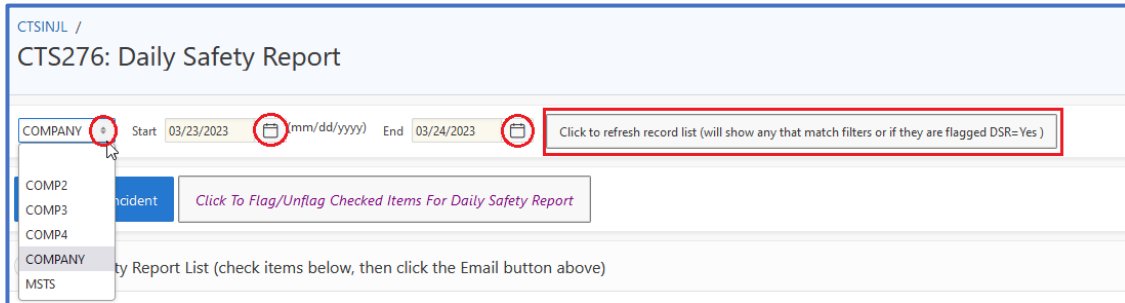 CTSINJL /
CTS276: Daily Safety Report
COMPANY Start 03/23/2023 (mm/dd/yyyy) End 03/24/2023 Click to refresh record list (will show any that match filters or if they are flagged DSR=Yes )
COMP2
COMP3
COMP4
COMPANY
MSTS
ncident Click To Flag/Unflag Checked Items For Daily Safety Report
ty Report List (check items below, then click the Email button above)